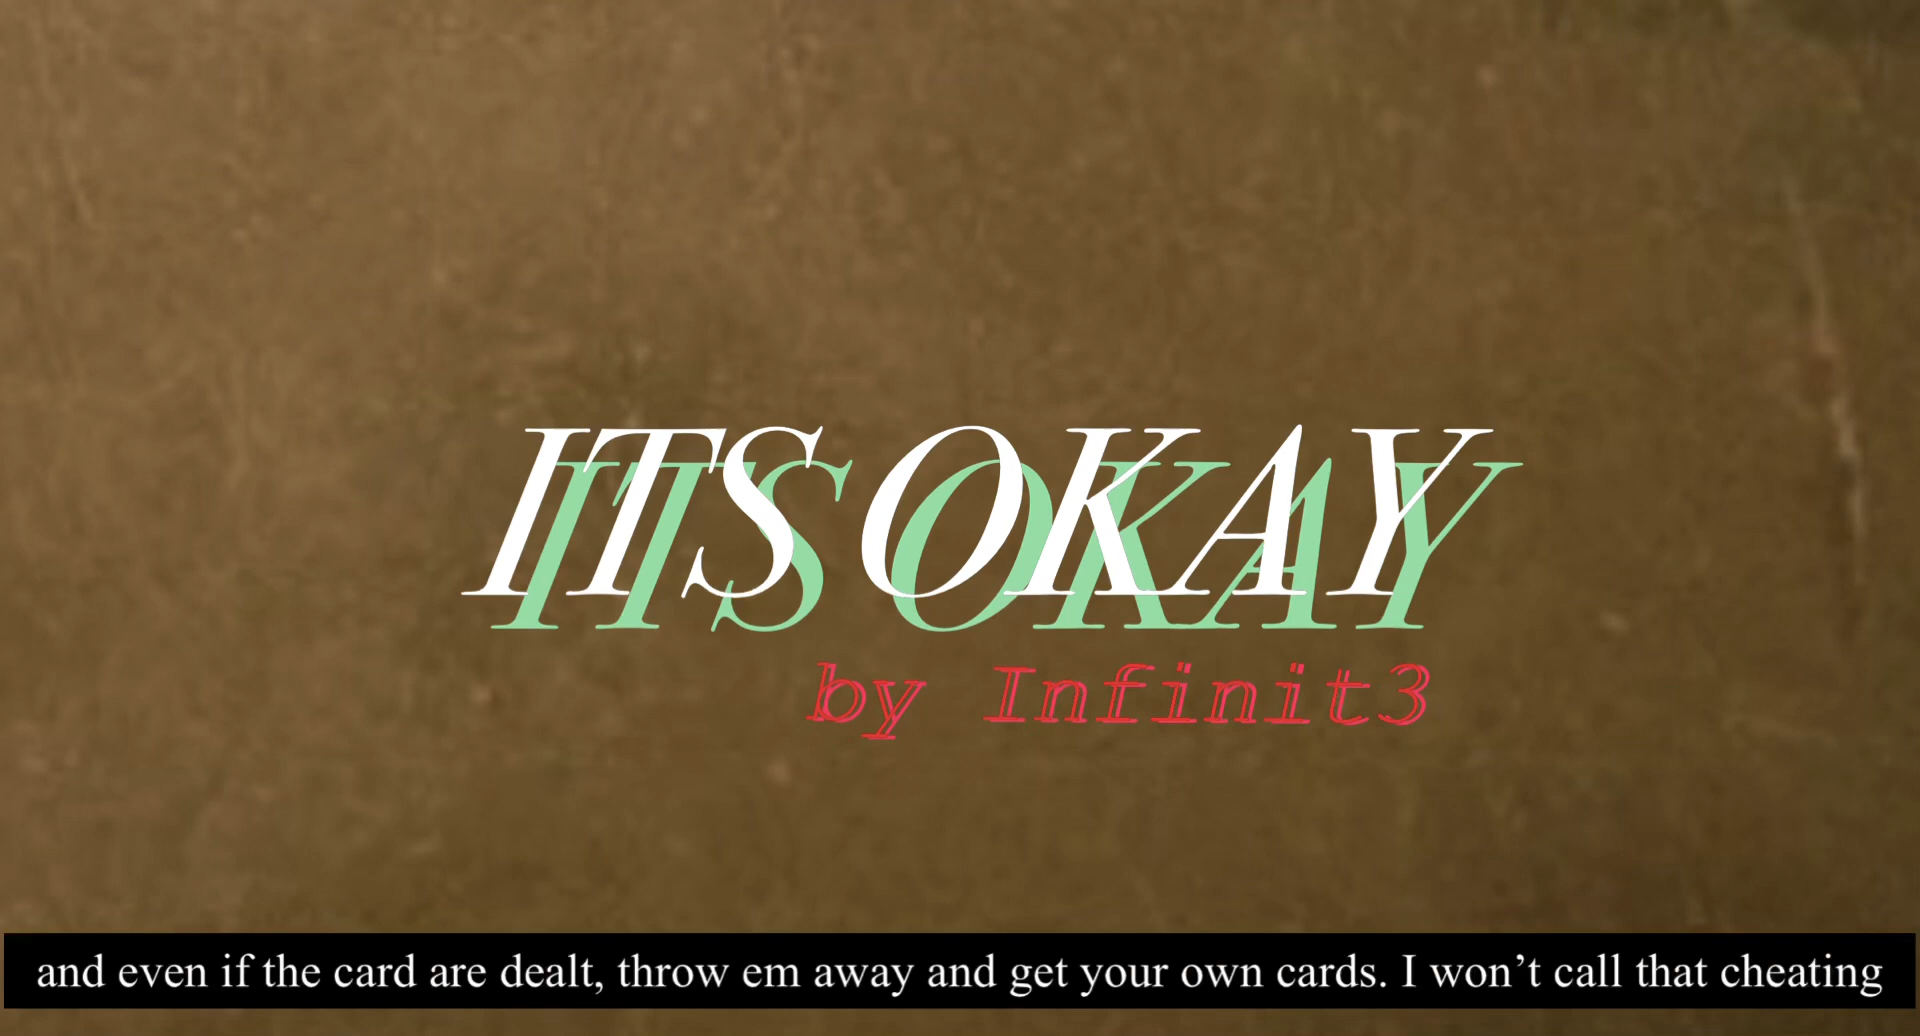 ITS OKAY
by Infinit3
and even if the card are dealt, throw em away and get your own cards. I won’t call that cheating